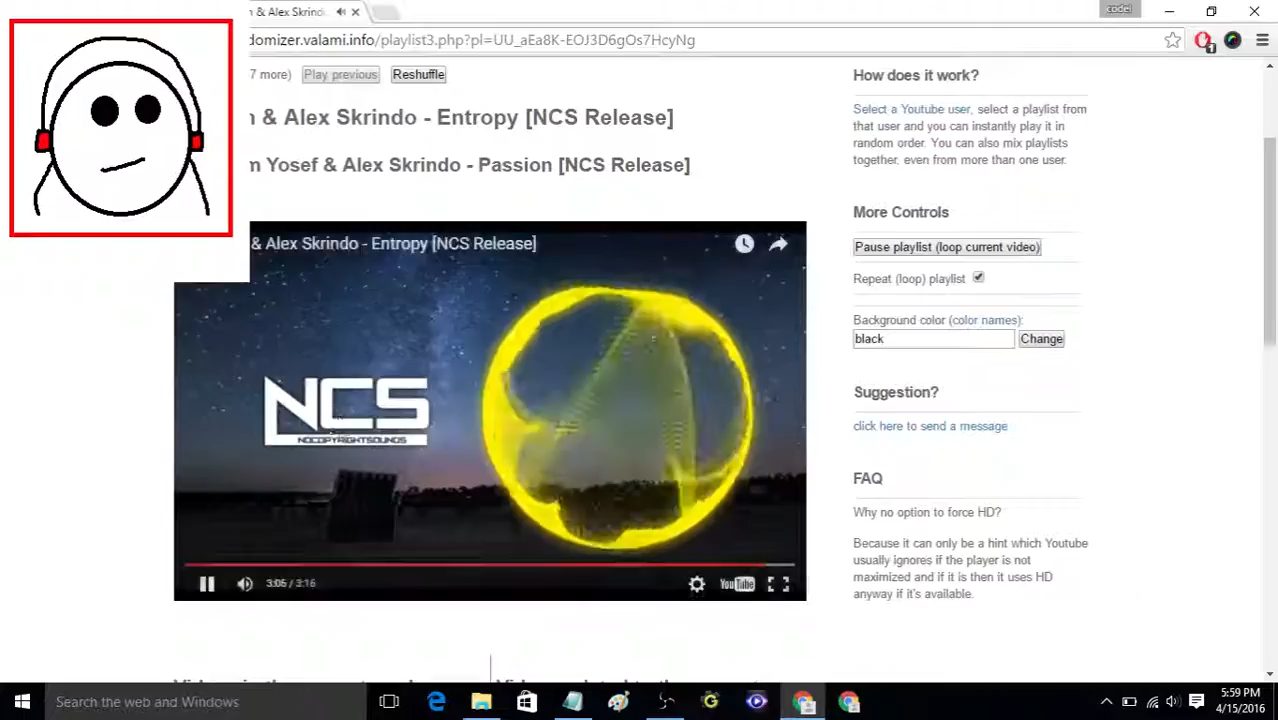 & Alex Skrindo
codel
domizer.valami.info/playlist3.php?pl=UU_aEa8K-EOJ3D6gOs7HcyNg
7 more) Play previous Reshuffle
& Alex Skrindo - Entropy [NCS Release]
Yosef & Alex Skrindo - Passion [NCS Release]
& Alex Skrindo - Entropy [NCS Release]
NCS
NOCOPYRIGHTSOUNDS
3:05 / 3:16
YouTube
How does it work?
Select a Youtube user, select a playlist from
that user and you can instantly play it in
random order. You can also mix playlists
together, even from more than one user.
More Controls
Pause playlist (loop current video)
Repeat (loop) playlist
Background color (color names):
black Change
Suggestion?
click here to send a message
FAQ
Why no option to force HD?
Because it can only be a hint which Youtube
usually ignores if the player is not
maximized and if it is then it uses HD
anyway if it's available.
Search the web and Windows
5:59 PM
4/15/2016